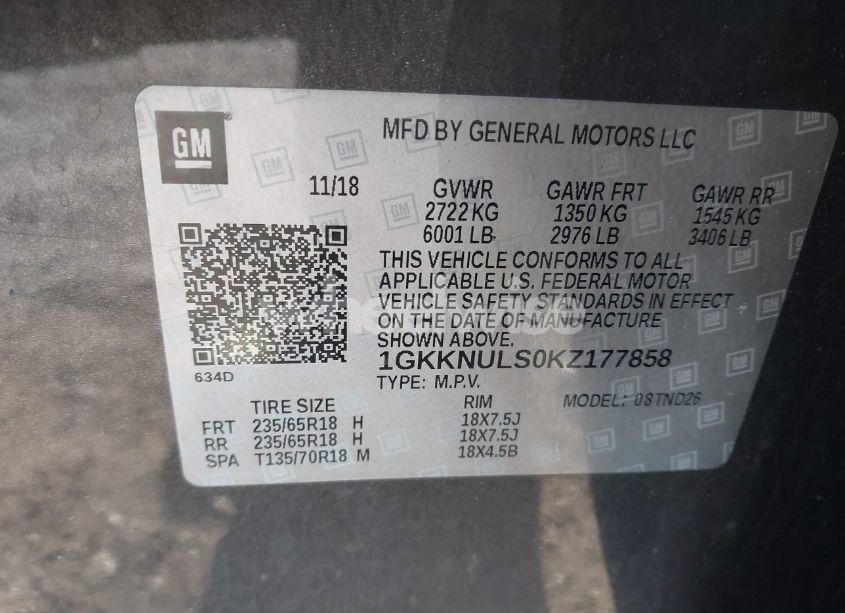 GM
MFD BY GENERAL MOTORS LLC
11/18 GVWR GAWR FRT GAWR RR
2722 KG 1350 KG 1545 KG
6001 LB 2976 LB 3406 LB
THIS VEHICLE CONFORMS TO ALL
APPLICABLE U.S. FEDERAL MOTOR
VEHICLE SAFETY STANDARDS IN EFFECT
ON THE DATE OF MANUFACTURE
SHOWN ABOVE.
1GKKNULS0KZ177858
634D
TYPE: M.P.V.
MODEL: 08TND26
TIRE SIZE RIM
FRT 235/65R18 H 18X7.5J
RR 235/65R18 H 18X7.5J
SPA T135/70R18 M 18X4.5B